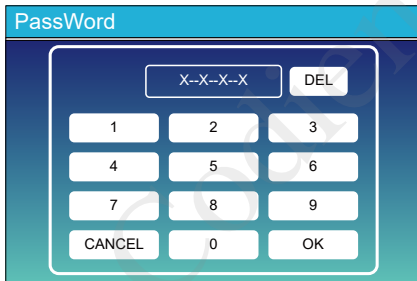 PassWord
X--X--X--X DEL
1 2 3
4 5 6
7 8 9
CANCEL 0 OK